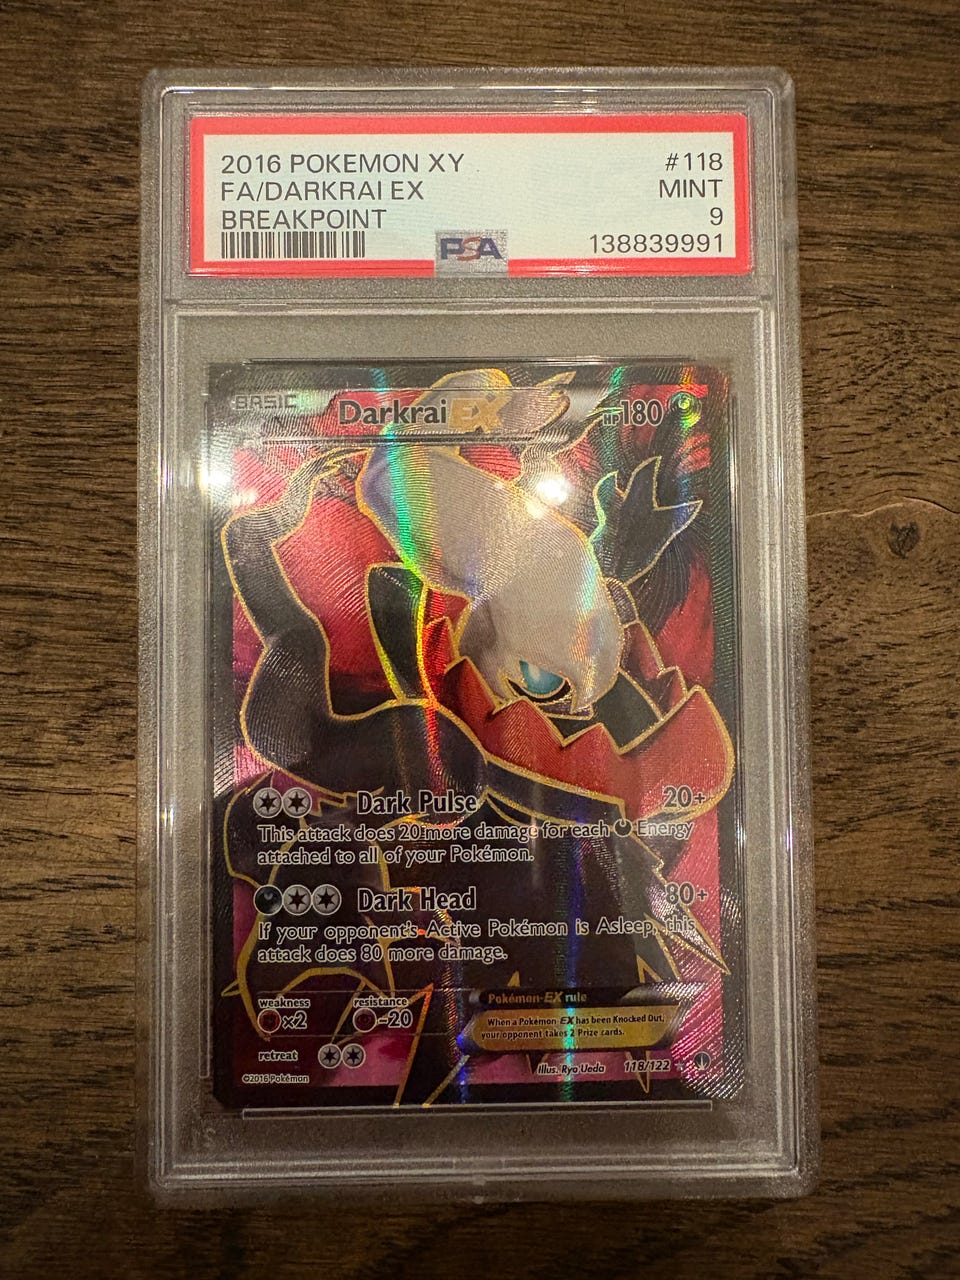 2016 POKEMON XY #118
FA/DARKRAI EX MINT
BREAKPOINT 9
PSA 138839991
BASIC Darkrai EX HP180
Dark Pulse 20+
This attack does 20 more damage for each Energy
attached to all of your Pokémon.
Dark Head 80+
If your opponent's Active Pokémon is Asleep, this
attack does 80 more damage.
weakness resistance
×2 -20
retreat
Pokémon-EX rule
When a Pokémon-EX has been Knocked Out,
your opponent takes 2 Prize cards.
©2016 Pokémon
Illus. Ryo Ueda 118/122